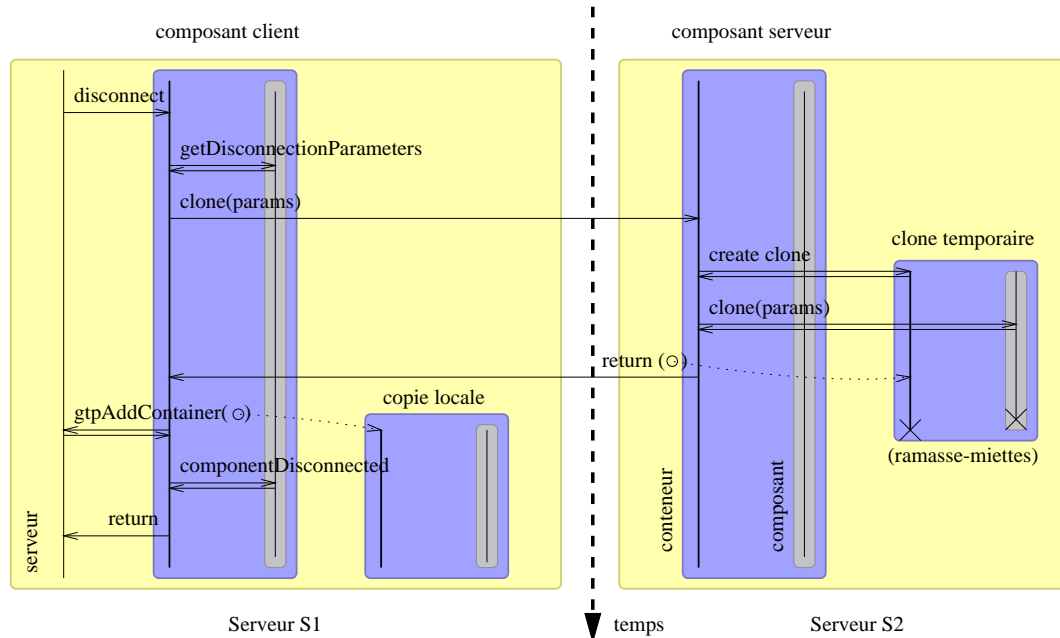 composant client
composant serveur
disconnect
getDisconnectionParameters
clone(params)
clone temporaire
create clone
clone(params)
return (○)
copie locale
gtpAddContainer(○)
(ramasse-miettes)
componentDisconnected
return
serveur
conteneur
composant
Serveur S1
temps
Serveur S2